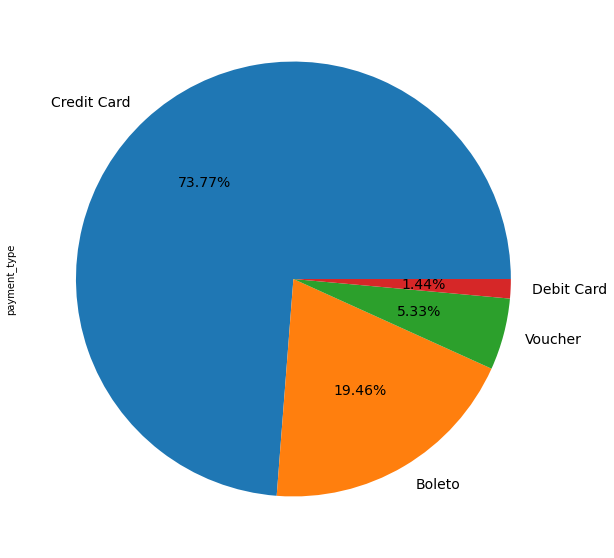 Credit Card
73.77%
payment_type
1.44%
Debit Card
5.33%
Voucher
19.46%
Boleto